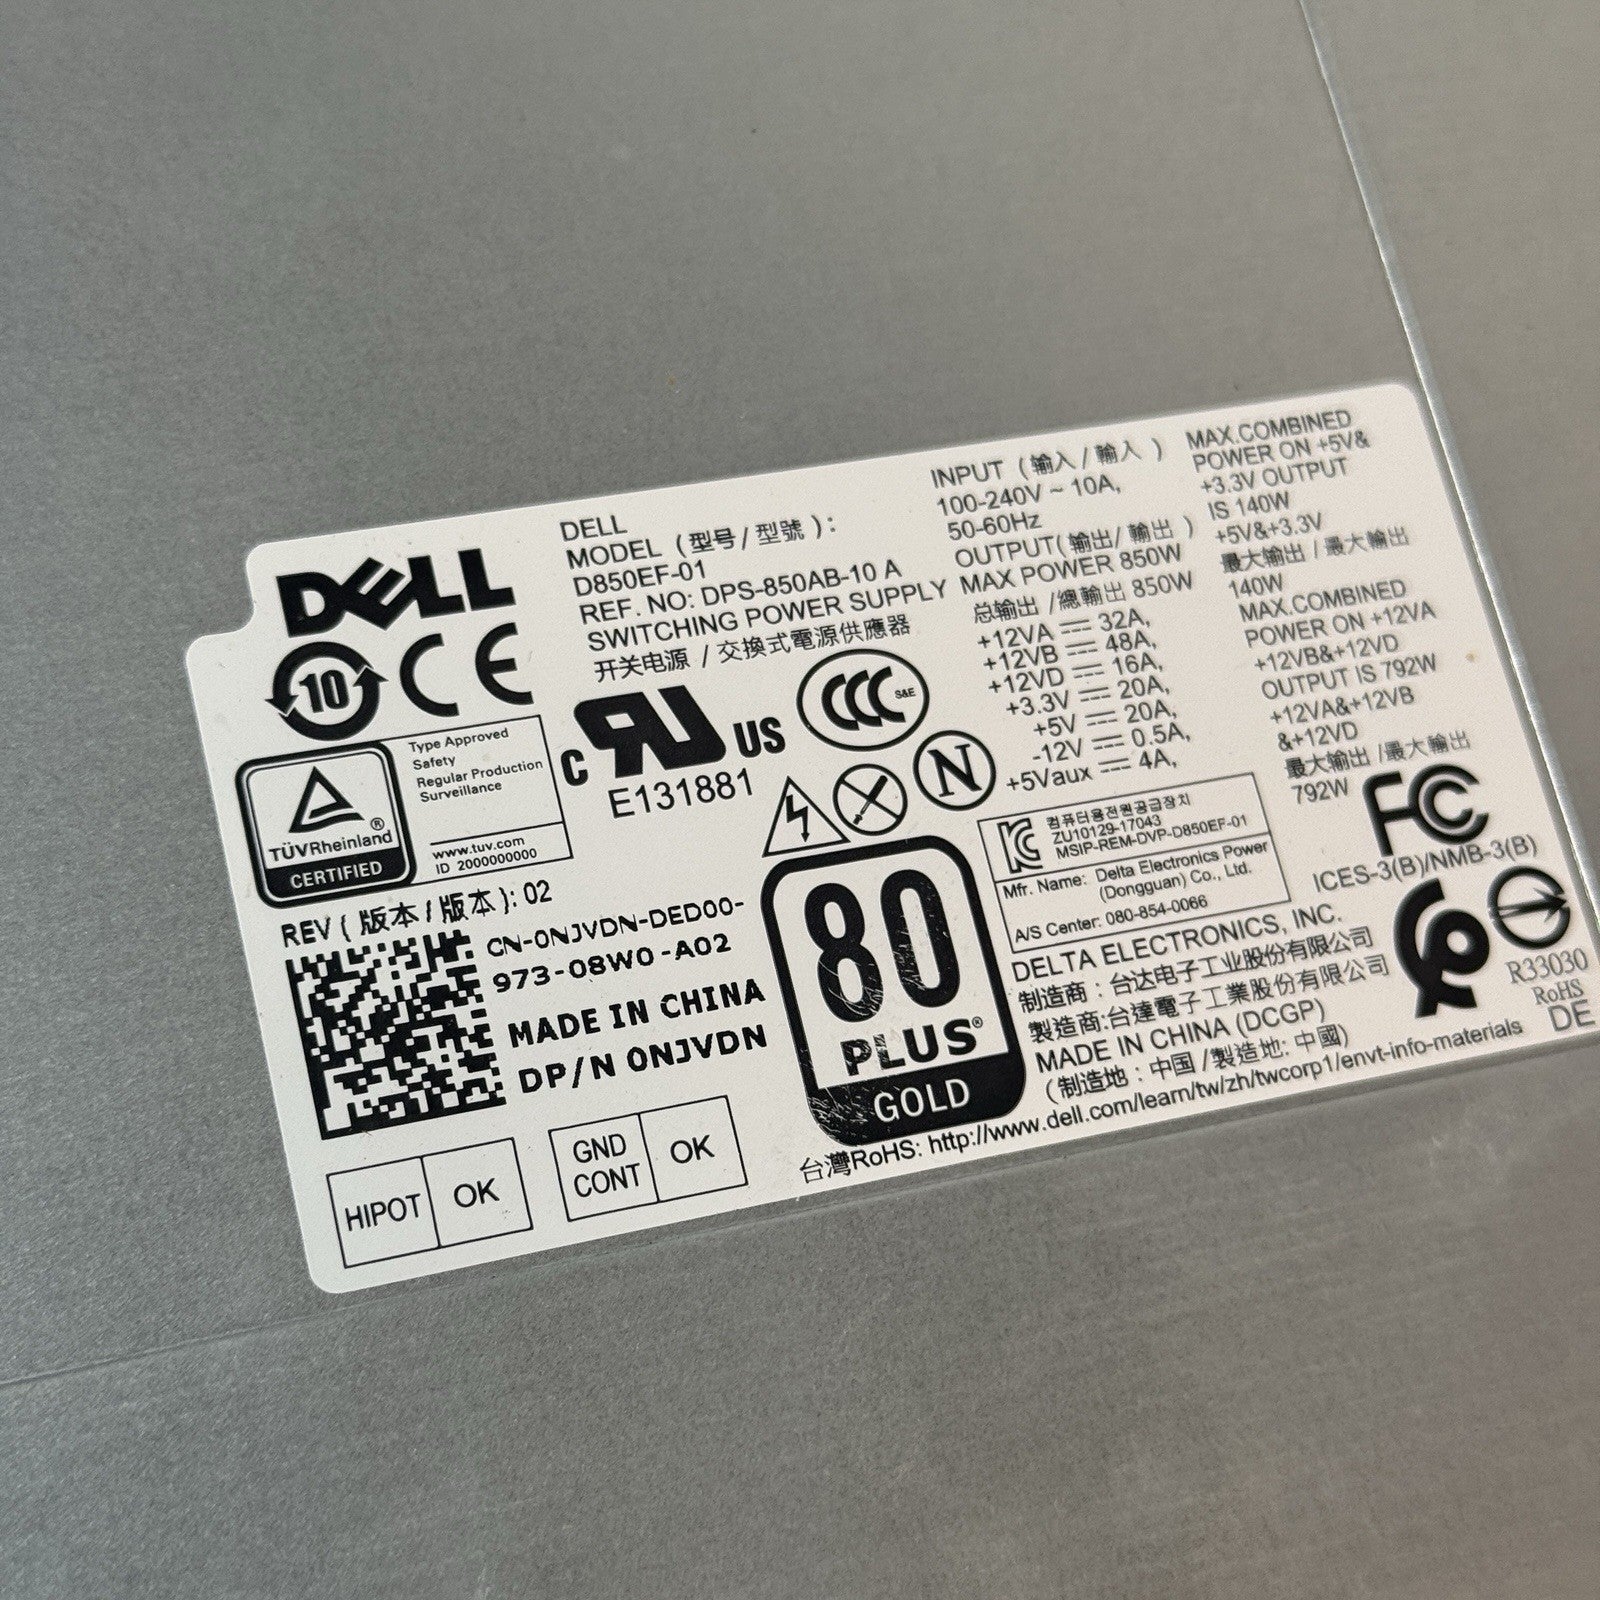 DELL
10
CE
TÜVRheinland®
CERTIFIED
Type Approved
Safety
Regular Production
Surveillance
www.tuv.com
ID 2000000000
REV (版本/版本): 02
CN-0NJVDN-DED00-
973-08W0-A02
MADE IN CHINA
DP/N 0NJVDN
HIPOT OK
GND
CONT OK
DELL
MODEL (型号/型號):
D850EF-01
REF. NO: DPS-850AB-10 A
SWITCHING POWER SUPPLY
开关电源 / 交換式電源供應器
c RU US
E131881
CCC S&E
N
80
PLUS®
GOLD
INPUT (输入/輸入)
100-240V ~ 10A,
50-60Hz
OUTPUT(输出/輸出)
MAX POWER 850W
总输出 /總輸出 850W
+12VA ⎓ 32A,
+12VB ⎓ 48A,
+12VD ⎓ 16A,
+3.3V ⎓ 20A,
+5V ⎓ 20A,
-12V ⎓ 0.5A,
+5Vaux ⎓ 4A,
MAX.COMBINED
POWER ON +5V&
+3.3V OUTPUT
IS 140W
+5V&+3.3V
最大输出 / 最大輸出
140W
MAX.COMBINED
POWER ON +12VA
+12VB&+12VD
OUTPUT IS 792W
+12VA&+12VB
&+12VD
最大输出 /最大輸出
792W
FC
KC
컴퓨터용전원공급장치
ZU10129-17043
MSIP-REM-DVP-D850EF-01
Mfr. Name: Delta Electronics Power
(Dongguan) Co., Ltd.
A/S Center: 080-854-0066
ICES-3(B)/NMB-3(B)
DELTA ELECTRONICS, INC.
制造商：台达电子工业股份有限公司
製造商:台達電子工業股份有限公司
MADE IN CHINA (DCGP)
(制造地：中国 /製造地: 中國)
R33030
RoHS
DE
台灣RoHS: http://www.dell.com/learn/tw/zh/twcorp1/envt-info-materials